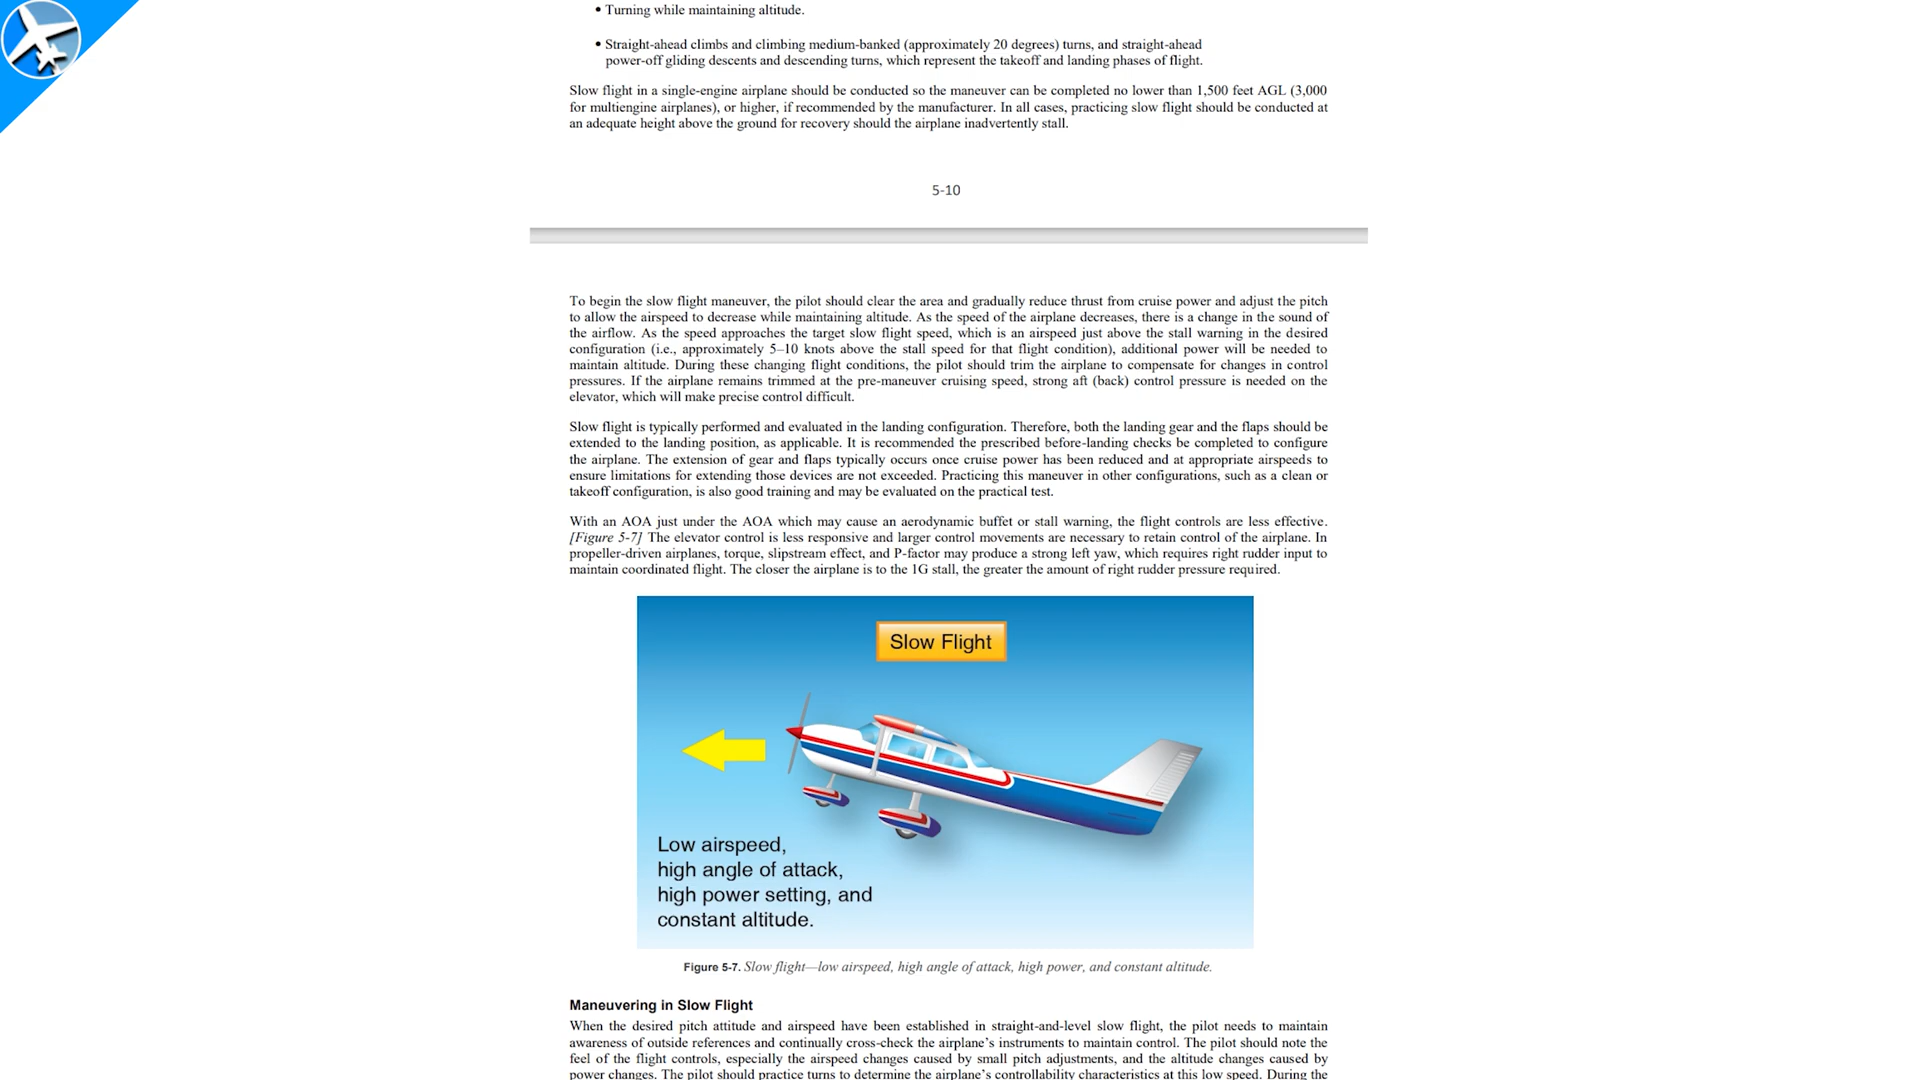 • Turning while maintaining altitude.
• Straight-ahead climbs and climbing medium-banked (approximately 20 degrees) turns, and straight-ahead
power-off gliding descents and descending turns, which represent the takeoff and landing phases of flight.
Slow flight in a single-engine airplane should be conducted so the maneuver can be completed no lower than 1,500 feet AGL (3,000
for multiengine airplanes), or higher, if recommended by the manufacturer. In all cases, practicing slow flight should be conducted at
an adequate height above the ground for recovery should the airplane inadvertently stall.
5-10
To begin the slow flight maneuver, the pilot should clear the area and gradually reduce thrust from cruise power and adjust the pitch
to allow the airspeed to decrease while maintaining altitude. As the speed of the airplane decreases, there is a change in the sound of
the airflow. As the speed approaches the target slow flight speed, which is an airspeed just above the stall warning in the desired
configuration (i.e., approximately 5–10 knots above the stall speed for that flight condition), additional power will be needed to
maintain altitude. During these changing flight conditions, the pilot should trim the airplane to compensate for changes in control
pressures. If the airplane remains trimmed at the pre-maneuver cruising speed, strong aft (back) control pressure is needed on the
elevator, which will make precise control difficult.
Slow flight is typically performed and evaluated in the landing configuration. Therefore, both the landing gear and the flaps should be
extended to the landing position, as applicable. It is recommended the prescribed before-landing checks be completed to configure
the airplane. The extension of gear and flaps typically occurs once cruise power has been reduced and at appropriate airspeeds to
ensure limitations for extending those devices are not exceeded. Practicing this maneuver in other configurations, such as a clean or
takeoff configuration, is also good training and may be evaluated on the practical test.
With an AOA just under the AOA which may cause an aerodynamic buffet or stall warning, the flight controls are less effective.
[Figure 5-7] The elevator control is less responsive and larger control movements are necessary to retain control of the airplane. In
propeller-driven airplanes, torque, slipstream effect, and P-factor may produce a strong left yaw, which requires right rudder input to
maintain coordinated flight. The closer the airplane is to the 1G stall, the greater the amount of right rudder pressure required.
Slow Flight
Low airspeed,
high angle of attack,
high power setting, and
constant altitude.
Figure 5-7. Slow flight—low airspeed, high angle of attack, high power, and constant altitude.
Maneuvering in Slow Flight
When the desired pitch attitude and airspeed have been established in straight-and-level slow flight, the pilot needs to maintain
awareness of outside references and continually cross-check the airplane’s instruments to maintain control. The pilot should note the
feel of the flight controls, especially the airspeed changes caused by small pitch adjustments, and the altitude changes caused by
power changes. The pilot should practice turns to determine the airplane’s controllability characteristics at this low speed. During the